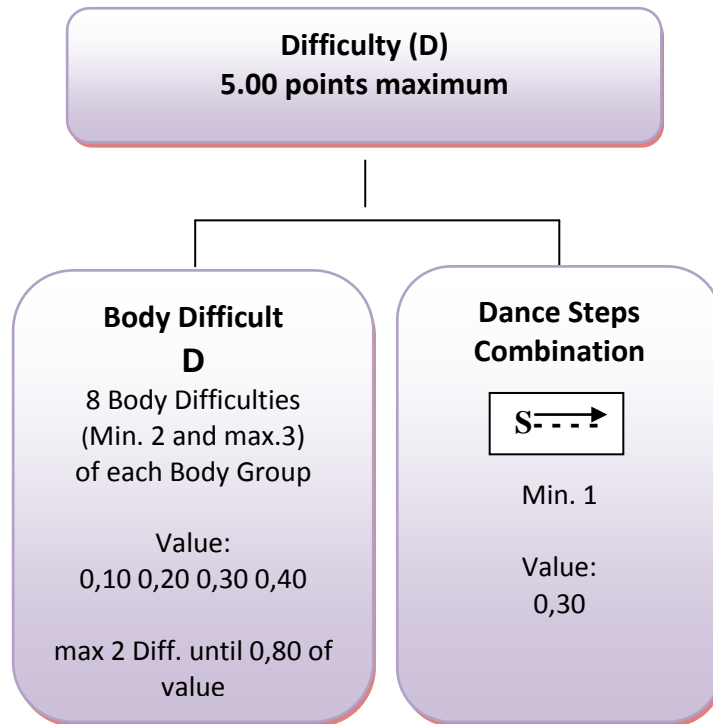 Difficulty (D)
5.00 points maximum
Body Difficult
D
8 Body Difficulties
(Min. 2 and max.3)
of each Body Group
Value:
0,10 0,20 0,30 0,40
max 2 Diff. until 0,80 of
value
Dance Steps
Combination
S
Min. 1
Value:
0,30